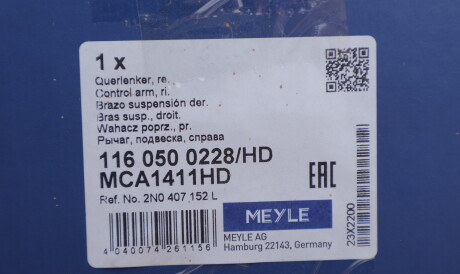 1 x
Querlenker, re.
Control arm, ri.
Brazo suspensión der.
Bras susp., droit.
Wahacz poprz., pr.
Рычаг, подвеска, справа
116 050 0228/HD
MCA1411HD
Ref. No. 2N0 407 152 L
EAC
MEYLE
MEYLE AG
Hamburg 22143, Germany
4 040074 261156
23X2200